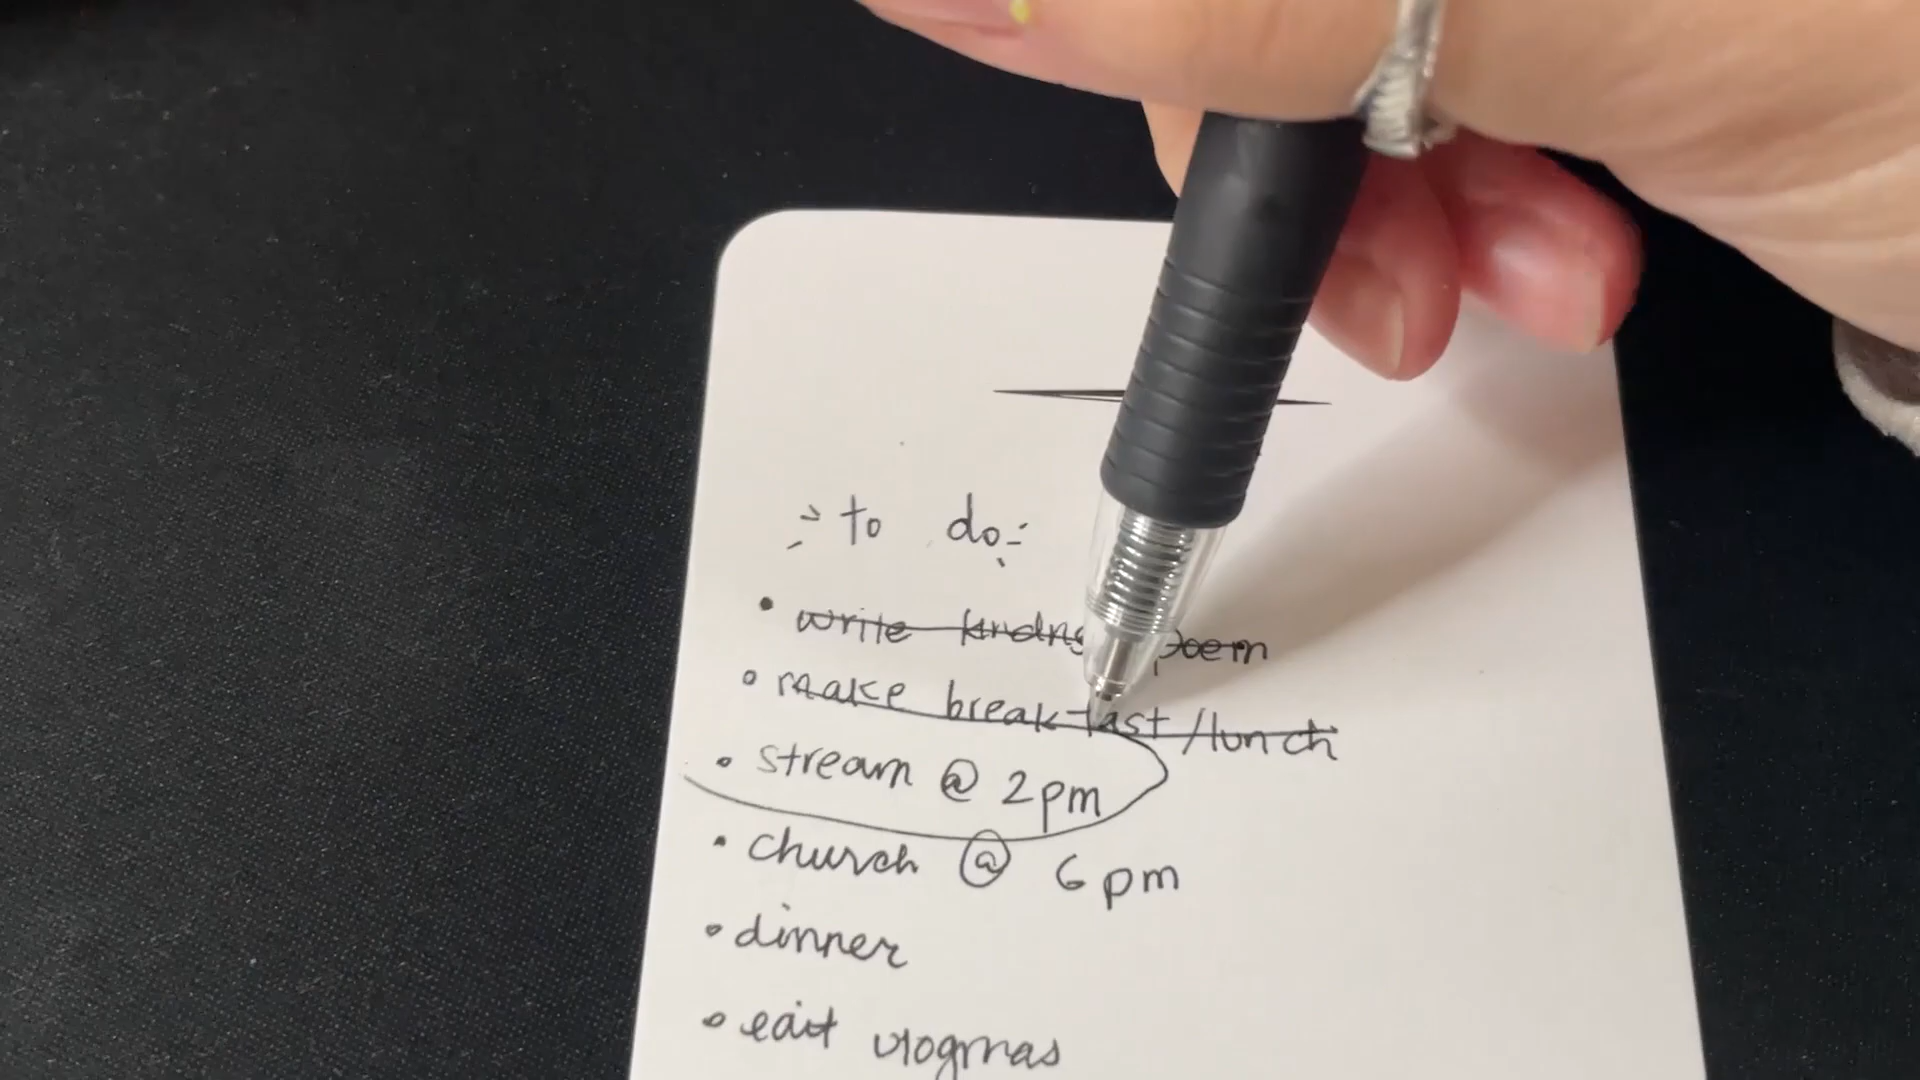 to do
write poem
make breakfast/lunch
stream @ 2pm
church @ 6pm
dinner
edit vlogmas